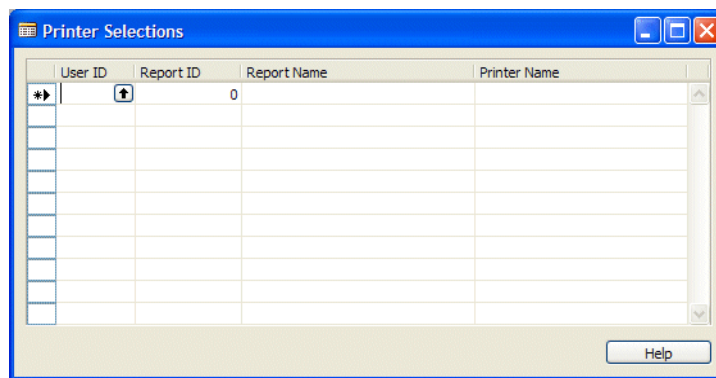 Printer Selections
User ID Report ID Report Name Printer Name
0
Help